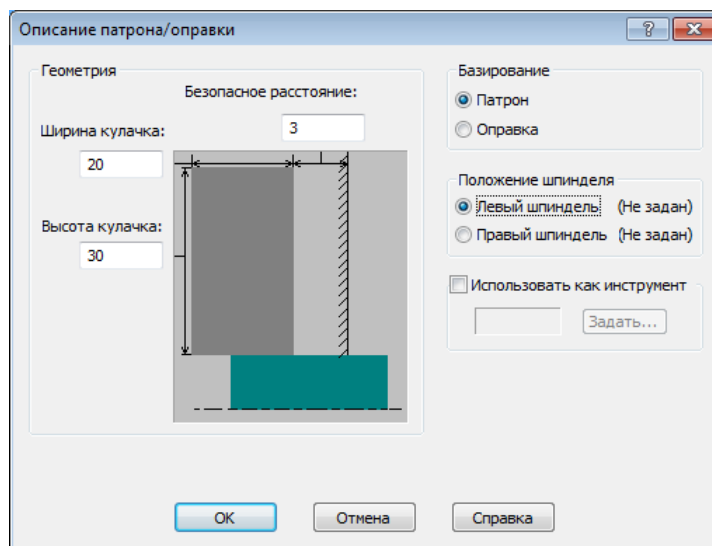 Описание патрона/оправки
Геометрия
Безопасное расстояние:
3
Ширина кулачка:
20
Высота кулачка:
30
Базирование
Патрон
Оправка
Положение шпинделя
Левый шпиндель (Не задан)
Правый шпиндель (Не задан)
Использовать как инструмент
Задать...
OK
Отмена
Справка